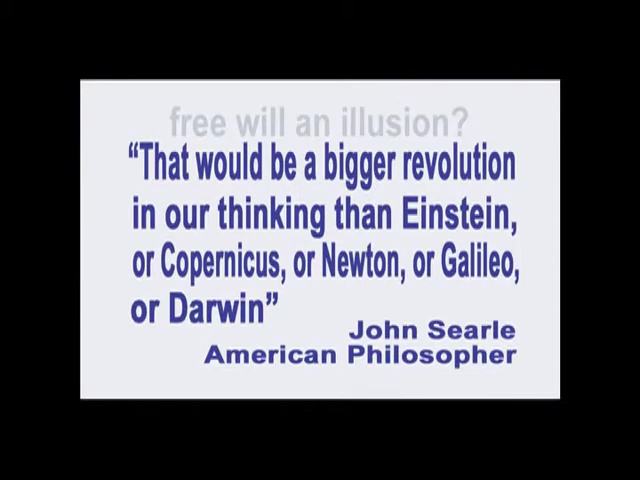 free will an illusion?
“That would be a bigger revolution
in our thinking than Einstein,
or Copernicus, or Newton, or Galileo,
or Darwin”
John Searle
American Philosopher